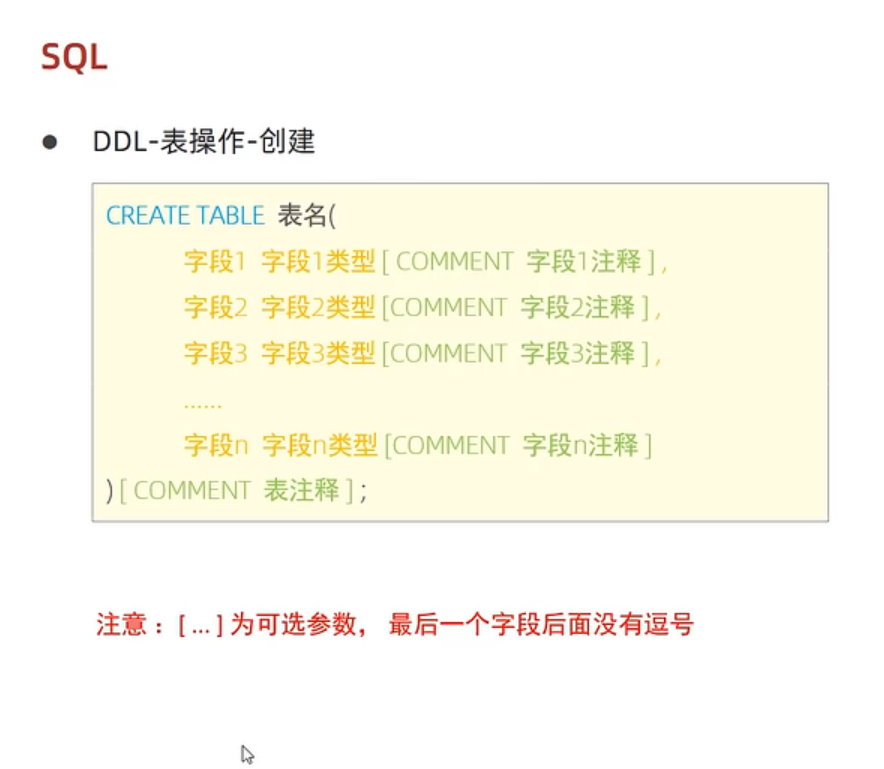 SQL
DDL-表操作-创建
CREATE TABLE 表名(
字段1 字段1类型[ COMMENT 字段1注释 ] ,
字段2 字段2类型[COMMENT 字段2注释 ] ,
字段3 字段3类型[COMMENT 字段3注释 ] ,
......
字段n 字段n类型[COMMENT 字段n注释 ]
)[ COMMENT 表注释 ] ;
注意：[ ... ] 为可选参数， 最后一个字段后面没有逗号